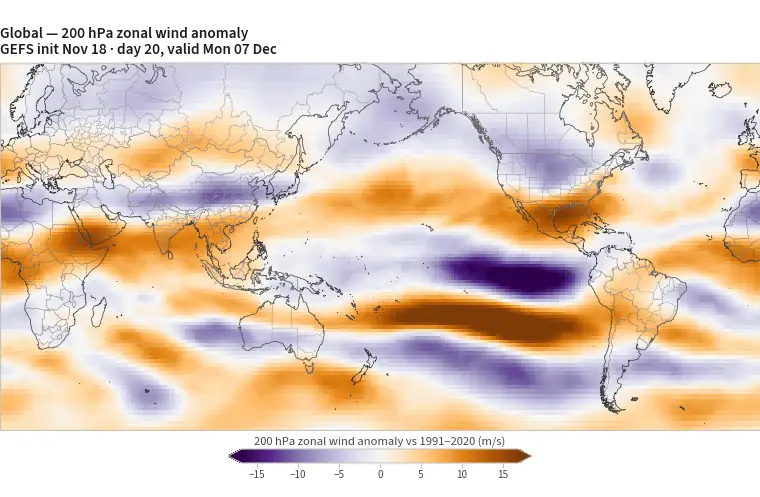 Global — 200 hPa zonal wind anomaly
GEFS init Nov 18 · day 20, valid Mon 07 Dec
200 hPa zonal wind anomaly vs 1991–2020 (m/s)
−15 −10 −5 0 5 10 15